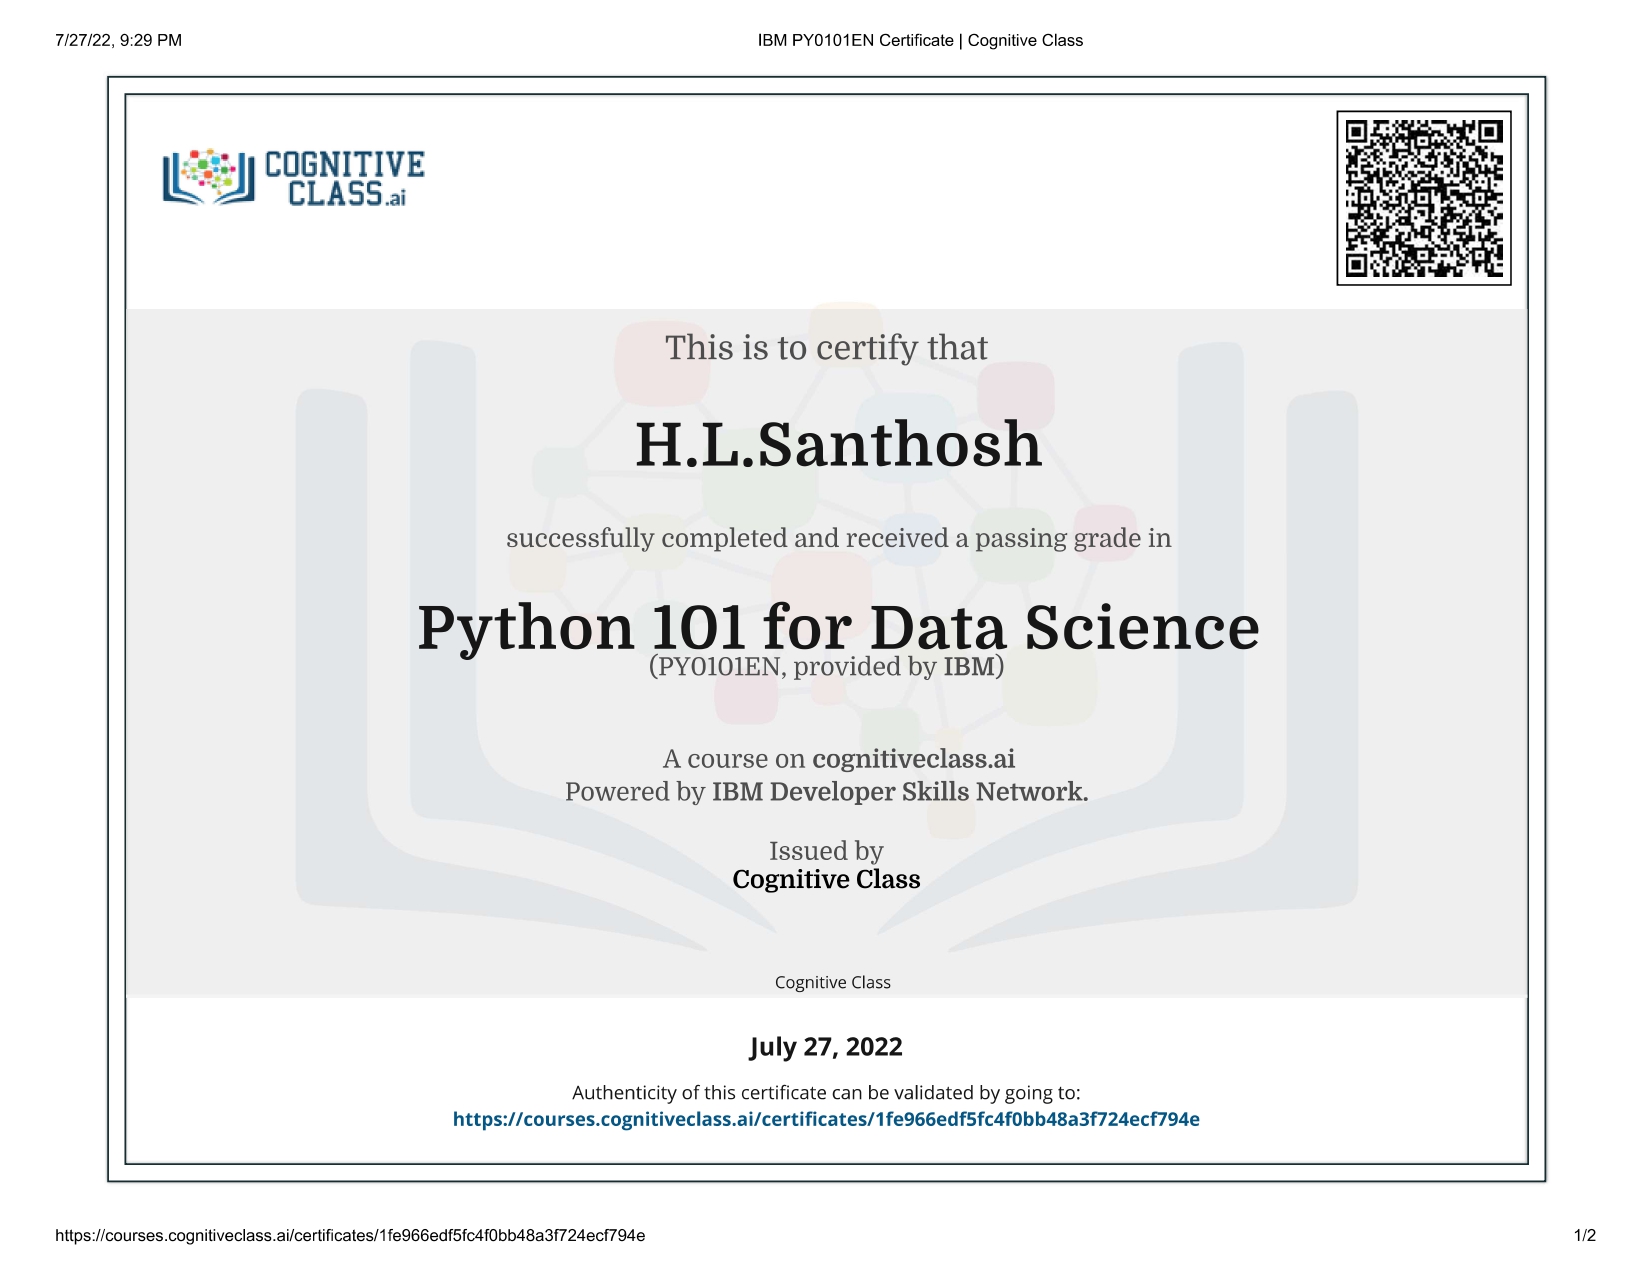 7/27/22, 9:29 PM
IBM PY0101EN Certificate | Cognitive Class
COGNITIVE
CLASS.ai
This is to certify that
H.L.Santhosh
successfully completed and received a passing grade in
Python 101 for Data Science
(PY0101EN, provided by IBM)
A course on cognitiveclass.ai
Powered by IBM Developer Skills Network.
Issued by
Cognitive Class
Cognitive Class
July 27, 2022
Authenticity of this certificate can be validated by going to:
https://courses.cognitiveclass.ai/certificates/1fe966edf5fc4f0bb48a3f724ecf794e
https://courses.cognitiveclass.ai/certificates/1fe966edf5fc4f0bb48a3f724ecf794e
1/2